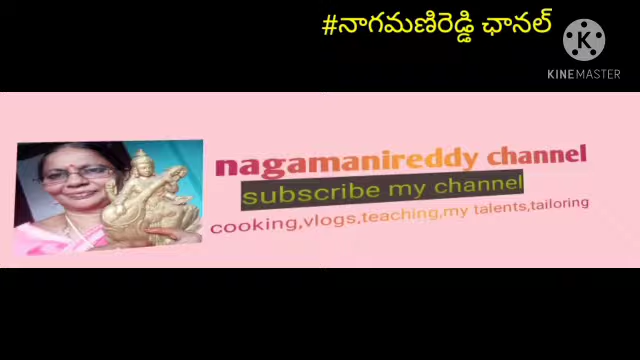 #నాగమణిరెడ్డి ఛానల్
KINEMASTER
nagamanireddy channel
subscribe my channel
cooking,vlogs,teaching,my talents,tailoring